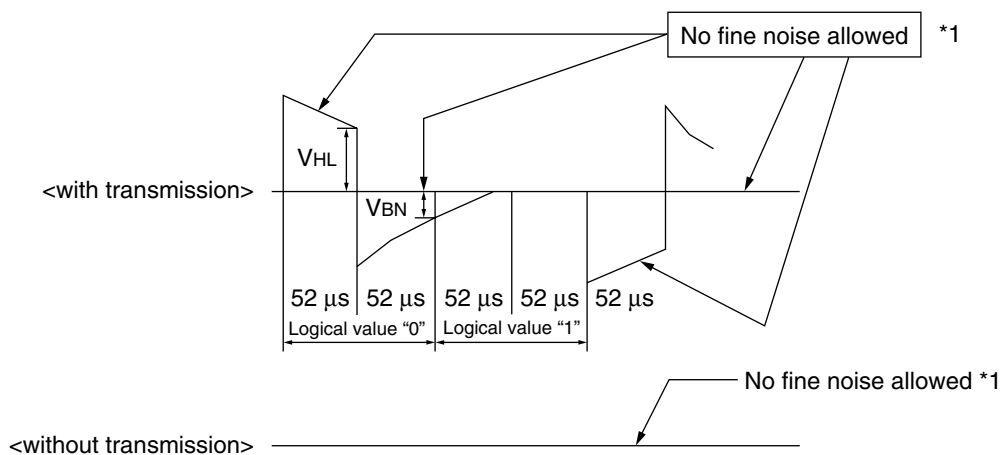 No fine noise allowed *1
VHL
<with transmission>
VBN
52 μs 52 μs 52 μs 52 μs 52 μs
Logical value “0” Logical value “1”
No fine noise allowed *1
<without transmission>